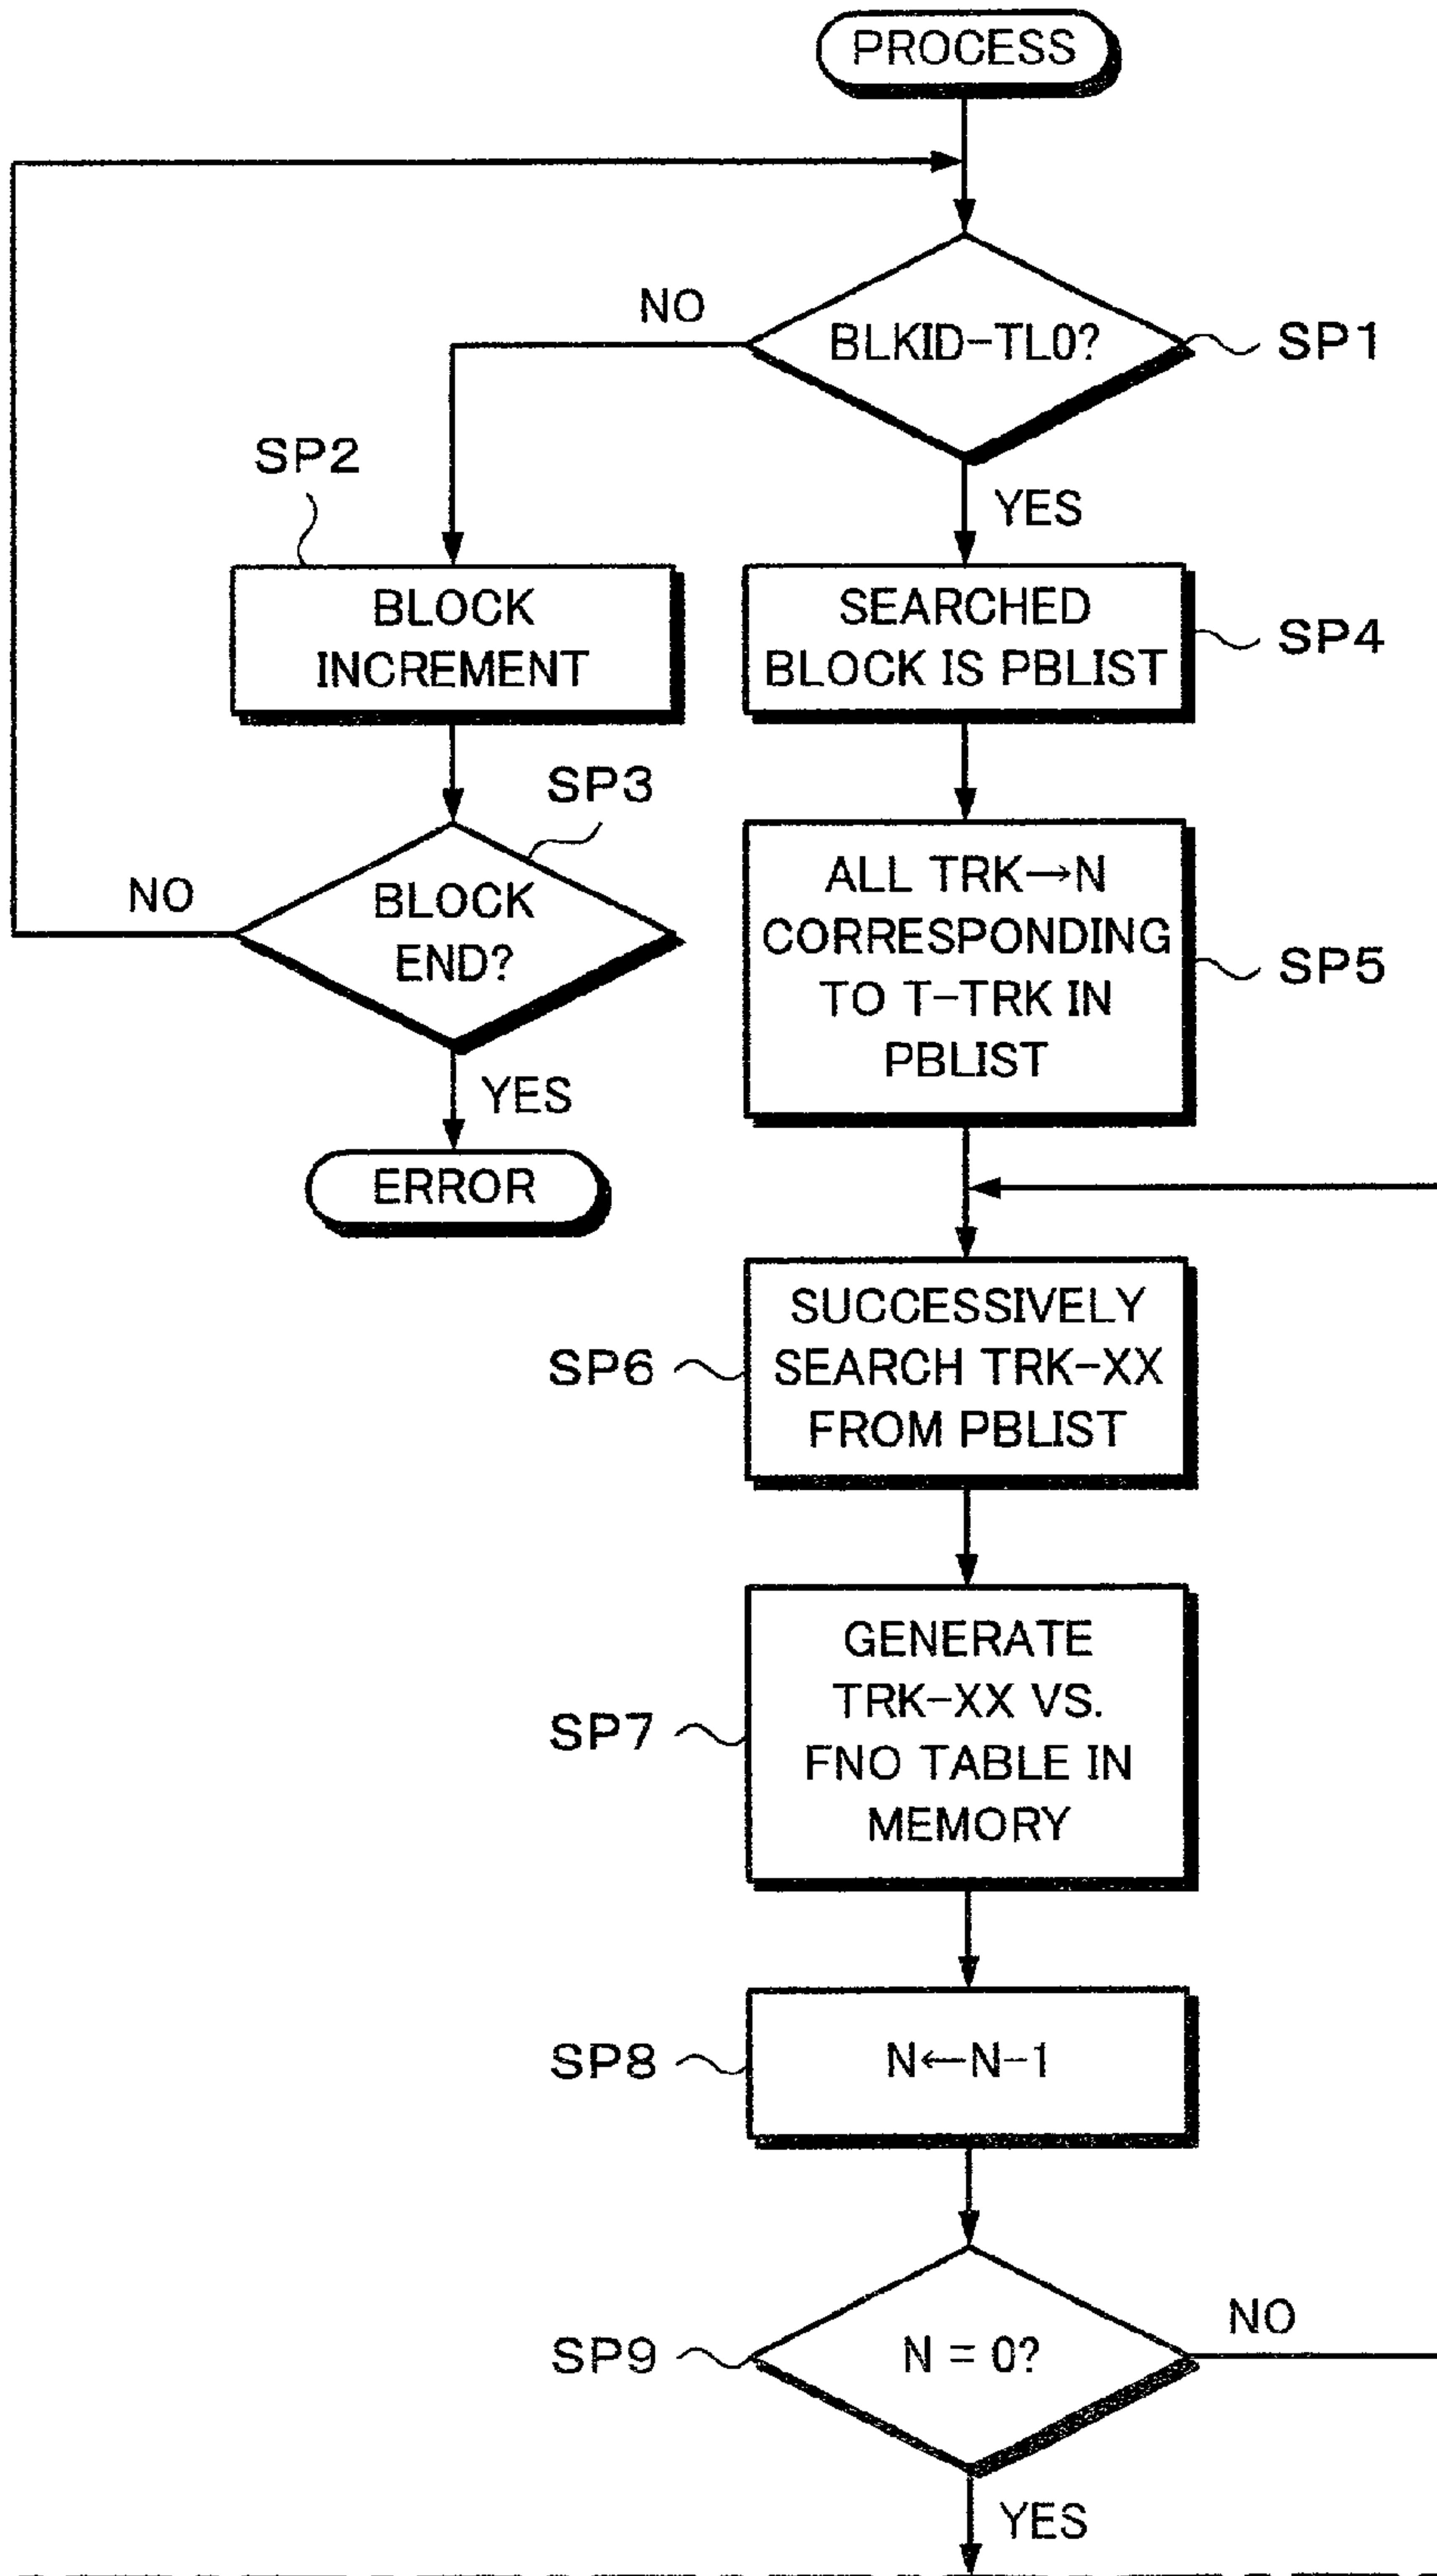 PROCESS
NO
BLKID-TL0?
SP1
SP2
YES
BLOCK
INCREMENT
SEARCHED
BLOCK IS PBLIST
SP4
SP3
NO
BLOCK
END?
YES
ERROR
ALL TRK→N
CORRESPONDING
TO T-TRK IN
PBLIST
SP5
SP6
SUCCESSIVELY
SEARCH TRK-XX
FROM PBLIST
SP7
GENERATE
TRK-XX VS.
FNO TABLE IN
MEMORY
SP8
N←N-1
SP9
N = 0?
NO
YES